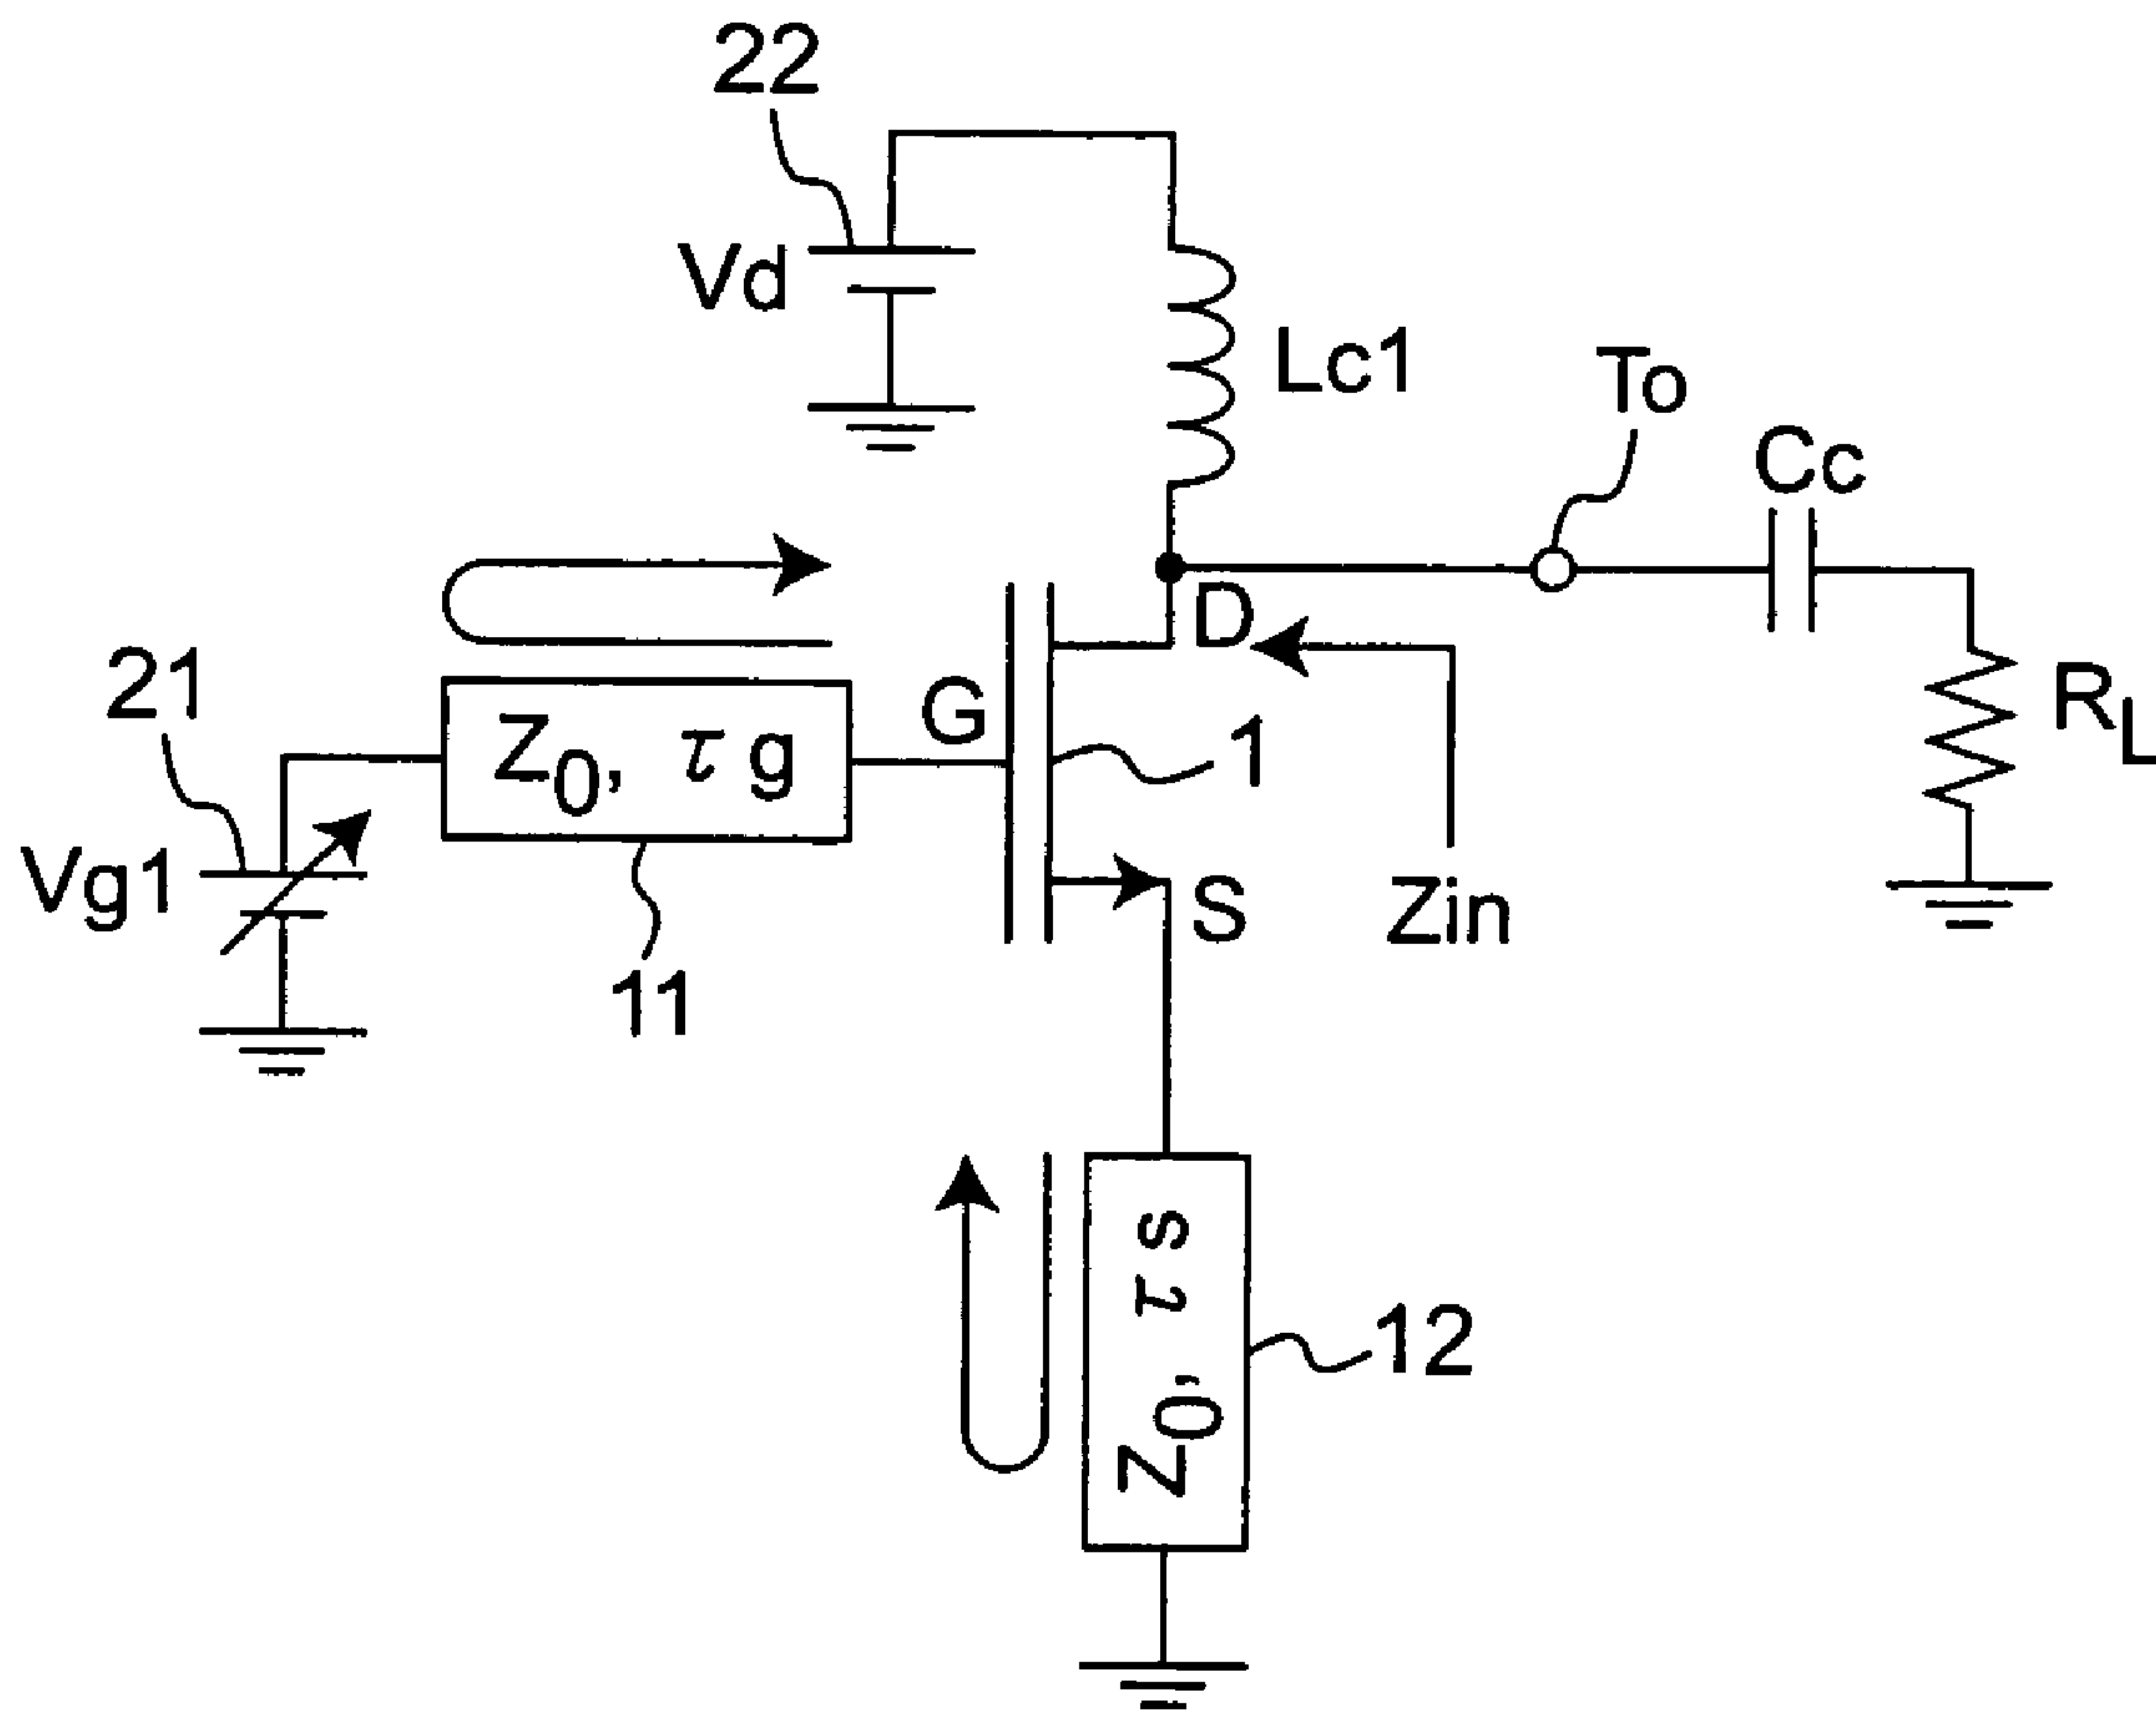 22
Vd
Lc1
To
Cc
D
21
G
Z0, τg
1
RL
Vg1
S
Zin
11
Z0, τs
12